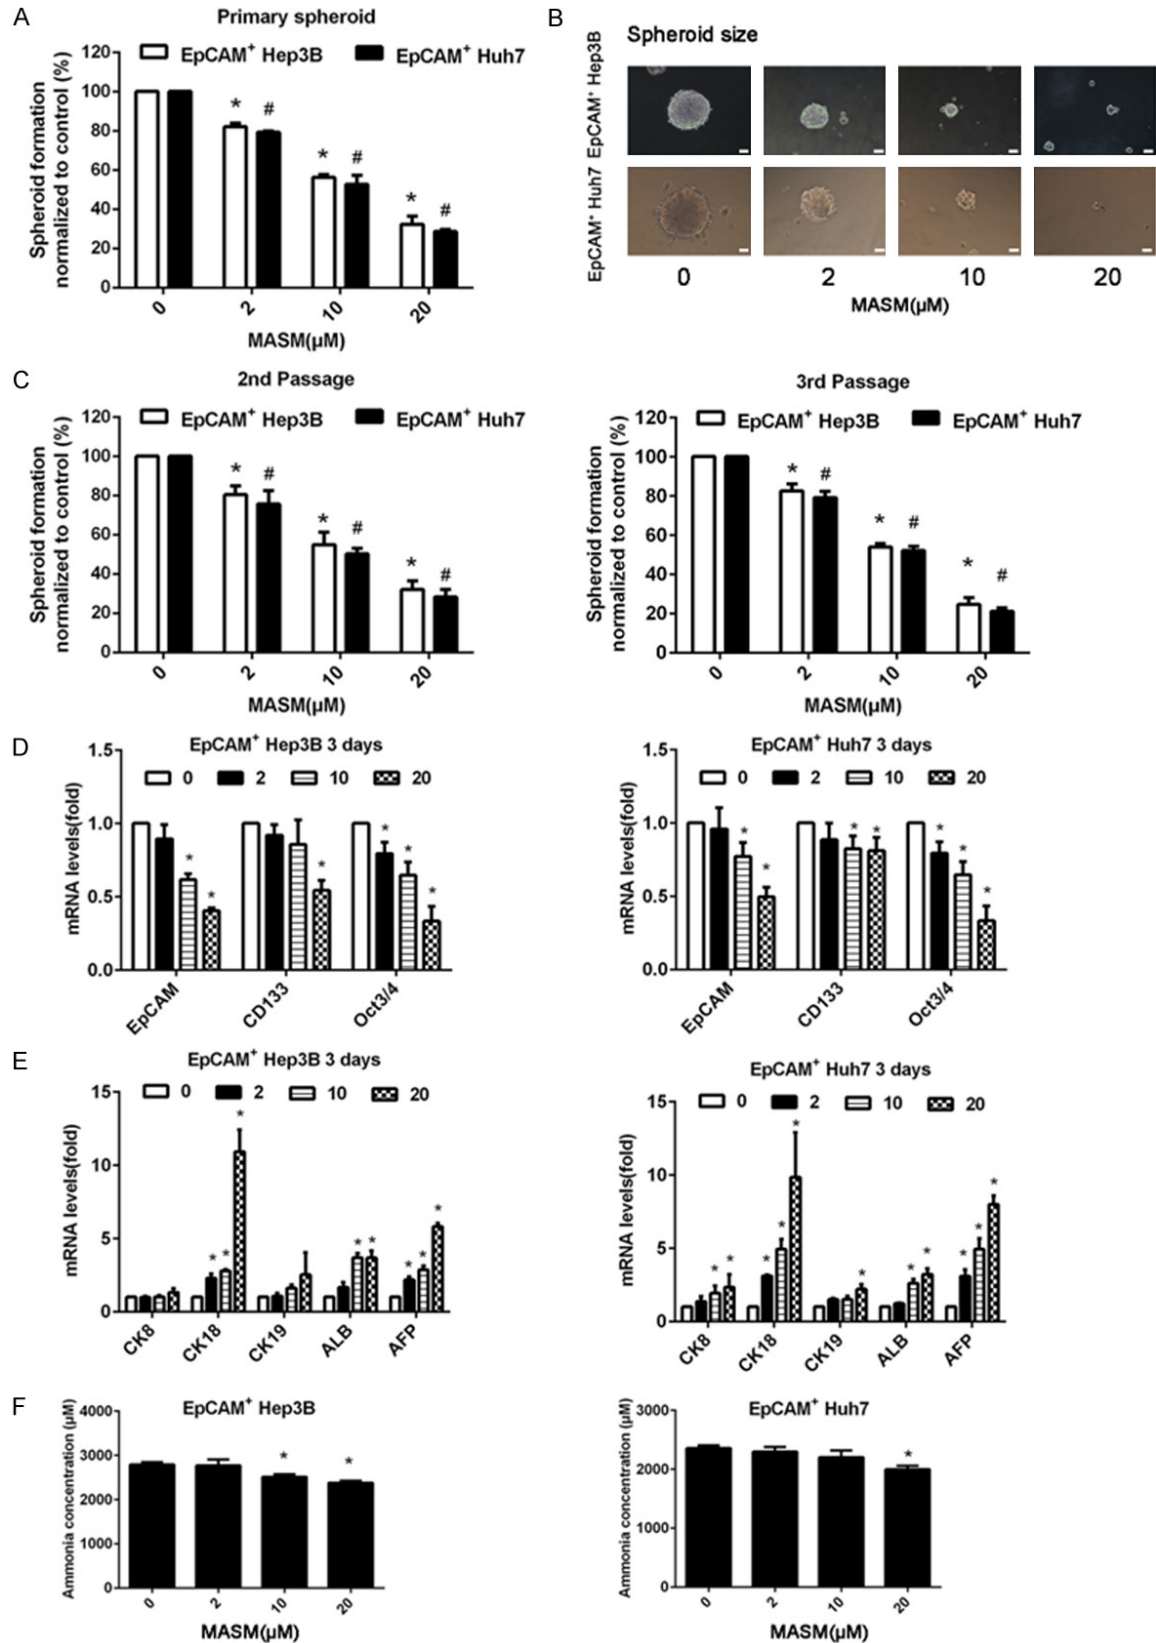 A
Primary spheroid
EpCAM⁺ Hep3B
EpCAM⁺ Huh7
Spheroid formation
normalized to control (%)
120
100
80
60
40
20
0
* # * # * #
0 2 10 20
MASM(µM)
B
Spheroid size
EpCAM⁺ Hep3B
EpCAM⁺ Huh7
0 2 10 20
MASM(µM)
C
2nd Passage
EpCAM⁺ Hep3B
EpCAM⁺ Huh7
Spheroid formation
normalized to control (%)
120
100
80
60
40
20
0
* # * # * #
0 2 10 20
MASM(µM)
3rd Passage
EpCAM⁺ Hep3B
EpCAM⁺ Huh7
Spheroid formation
normalized to control (%)
120
100
80
60
40
20
0
* # * # * #
0 2 10 20
MASM(µM)
D
EpCAM⁺ Hep3B 3 days
0 2 10 20
mRNA levels(fold)
1.5
1.0
0.5
0.0
* * * * * *
EpCAM CD133 Oct3/4
EpCAM⁺ Huh7 3 days
0 2 10 20
mRNA levels(fold)
1.5
1.0
0.5
0.0
* * * * * * *
EpCAM CD133 Oct3/4
E
EpCAM⁺ Hep3B 3 days
0 2 10 20
mRNA levels(fold)
15
10
5
0
* * * * * * * *
CK8 CK18 CK19 ALB AFP
EpCAM⁺ Huh7 3 days
0 2 10 20
mRNA levels(fold)
15
10
5
0
* * * * * * * * * * *
CK8 CK18 CK19 ALB AFP
F
EpCAM⁺ Hep3B
Ammonia concentration (µM)
4000
3000
2000
1000
0
* *
0 2 10 20
MASM(µM)
EpCAM⁺ Huh7
Ammonia concentration (µM)
3000
2000
1000
0
*
0 2 10 20
MASM(µM)